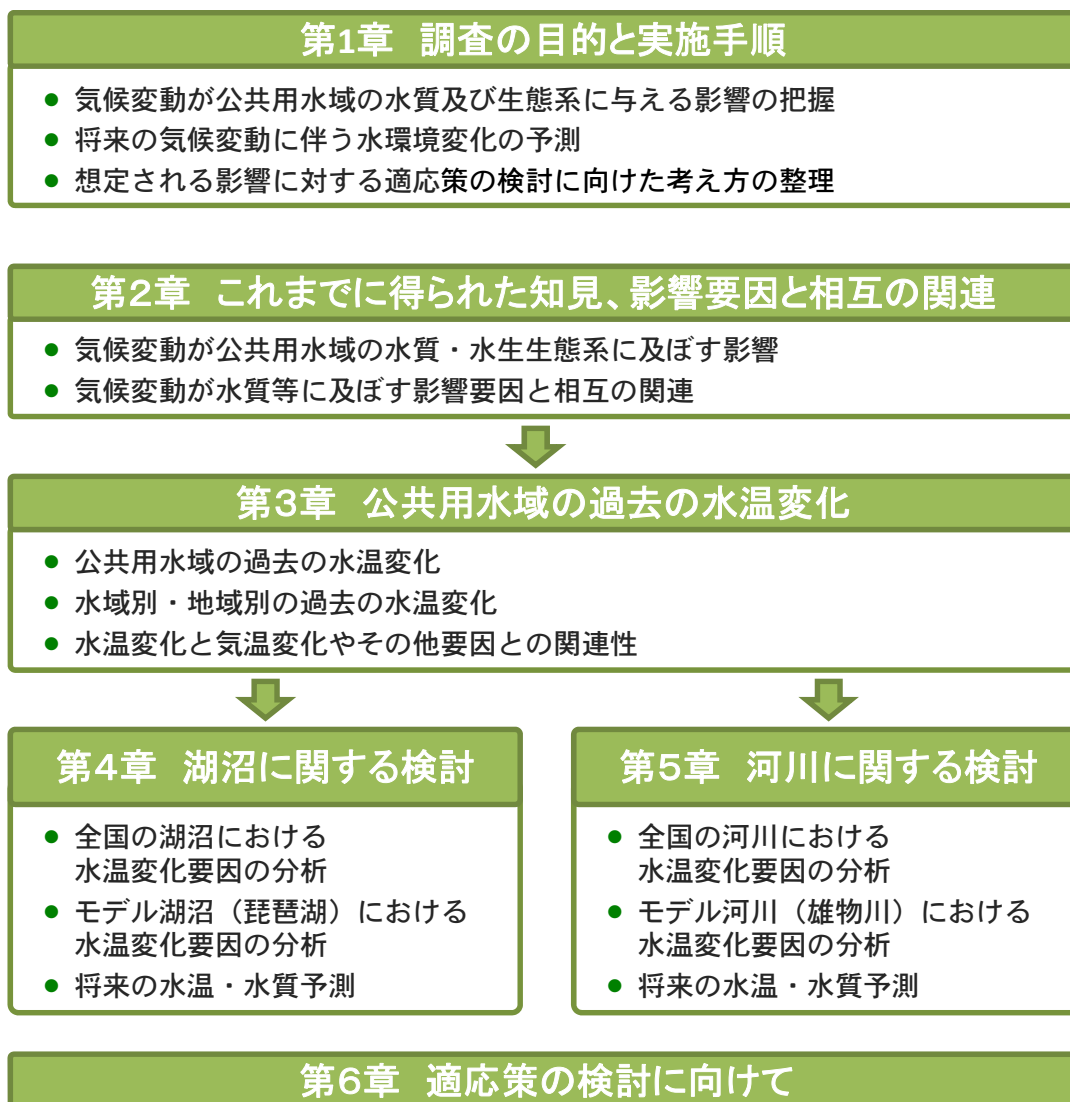 第1章 調査の目的と実施手順
● 気候変動が公共用水域の水質及び生態系に与える影響の把握
● 将来の気候変動に伴う水環境変化の予測
● 想定される影響に対する適応策の検討に向けた考え方の整理
第2章 これまでに得られた知見、影響要因と相互の関連
● 気候変動が公共用水域の水質・水生生態系に及ぼす影響
● 気候変動が水質等に及ぼす影響要因と相互の関連
第3章 公共用水域の過去の水温変化
● 公共用水域の過去の水温変化
● 水域別・地域別の過去の水温変化
● 水温変化と気温変化やその他要因との関連性
第4章 湖沼に関する検討
● 全国の湖沼における
水温変化要因の分析
● モデル湖沼（琵琶湖）における
水温変化要因の分析
● 将来の水温・水質予測
第5章 河川に関する検討
● 全国の河川における
水温変化要因の分析
● モデル河川（雄物川）における
水温変化要因の分析
● 将来の水温・水質予測
第6章 適応策の検討に向けて